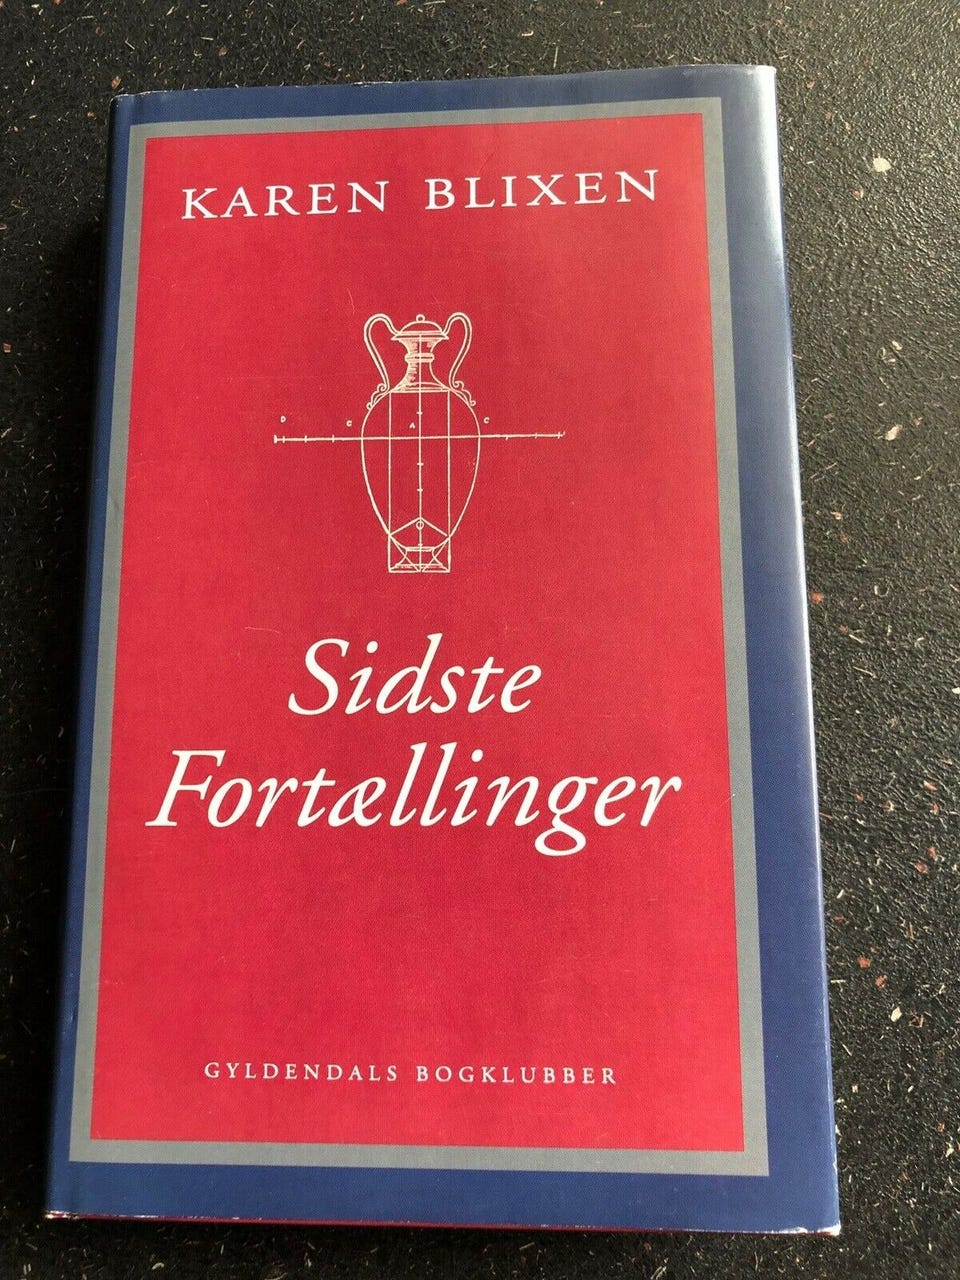 KAREN BLIXEN
D C A C
Sidste
Fortællinger
GYLDENDALS BOGKLUBBER